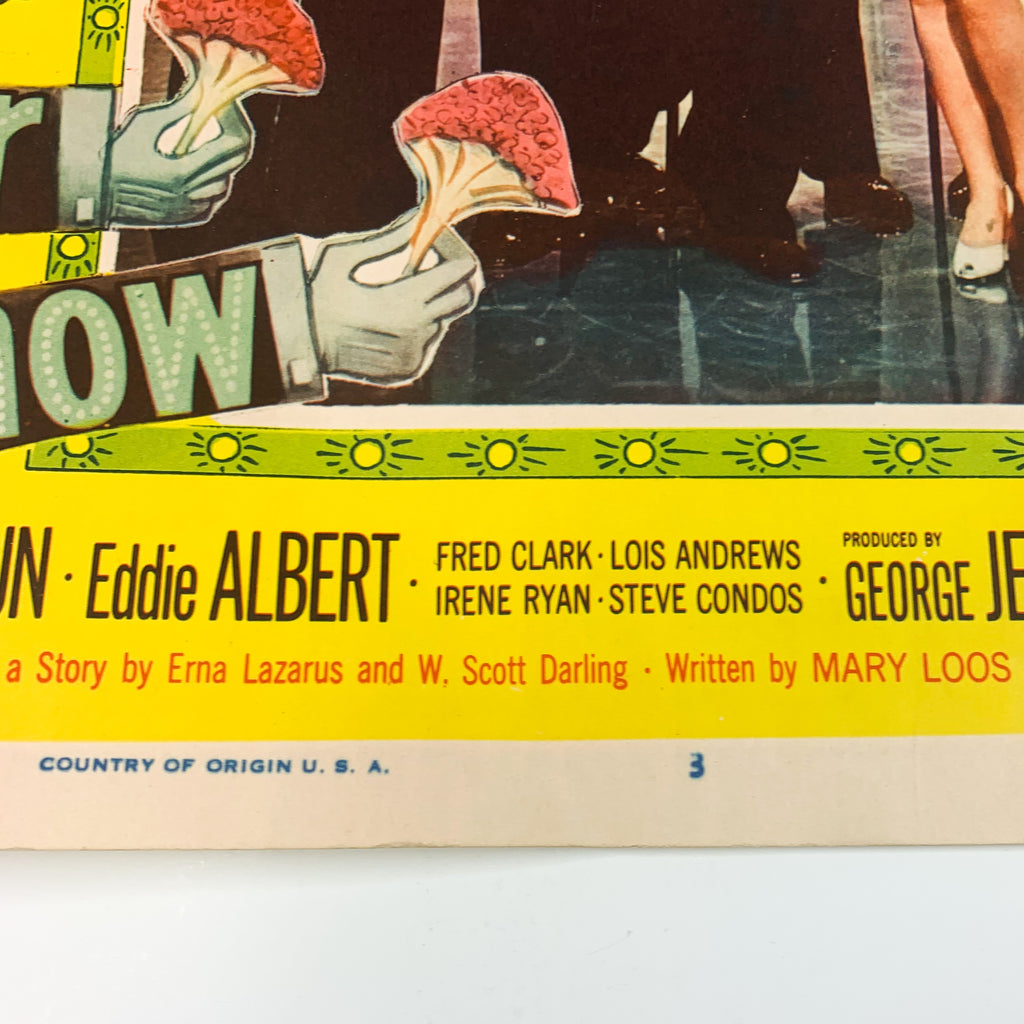 r
now
UN · Eddie ALBERT · FRED CLARK · LOIS ANDREWS
IRENE RYAN · STEVE CONDOS · PRODUCED BY
GEORGE JE
a Story by Erna Lazarus and W. Scott Darling · Written by MARY LOOS
COUNTRY OF ORIGIN U. S. A. 3